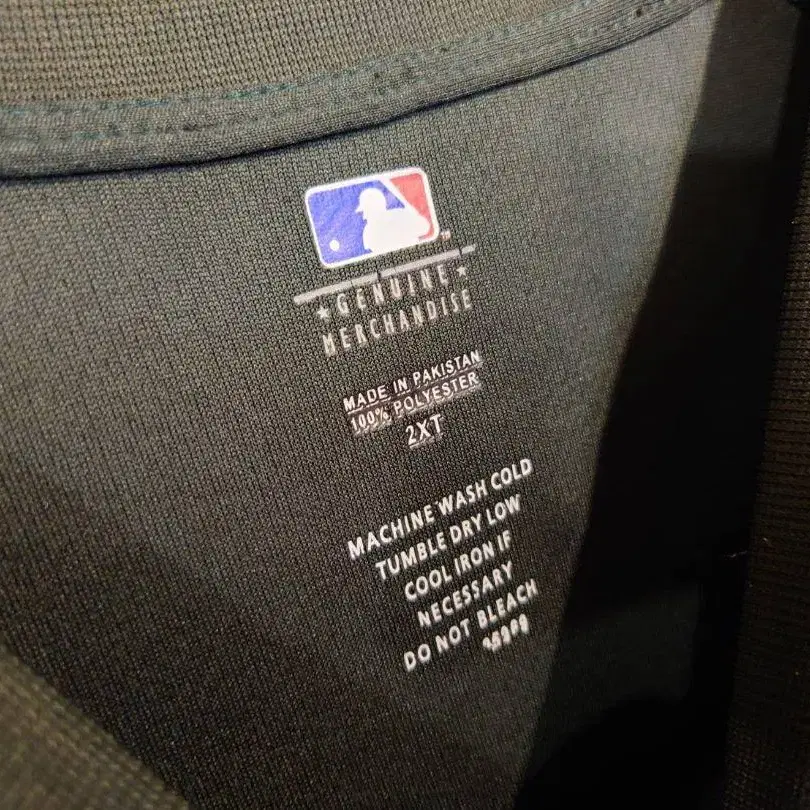 ★GENUINE★
MERCHANDISE
MADE IN PAKISTAN
100% POLYESTER
2XT
MACHINE WASH COLD
TUMBLE DRY LOW
COOL IRON IF
NECESSARY
DO NOT BLEACH